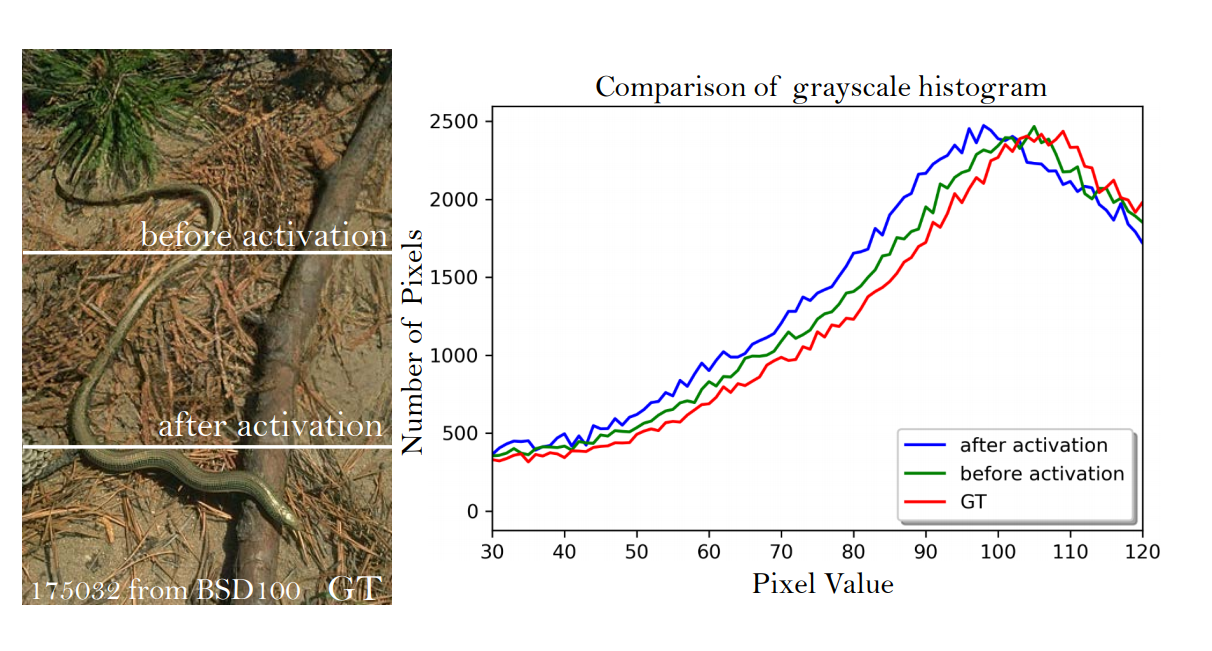 before activation
after activation
175032 from BSD100 GT
Comparison of grayscale histogram
Number of Pixels
2500
2000
1500
1000
500
0
after activation
before activation
GT
30 40 50 60 70 80 90 100 110 120
Pixel Value